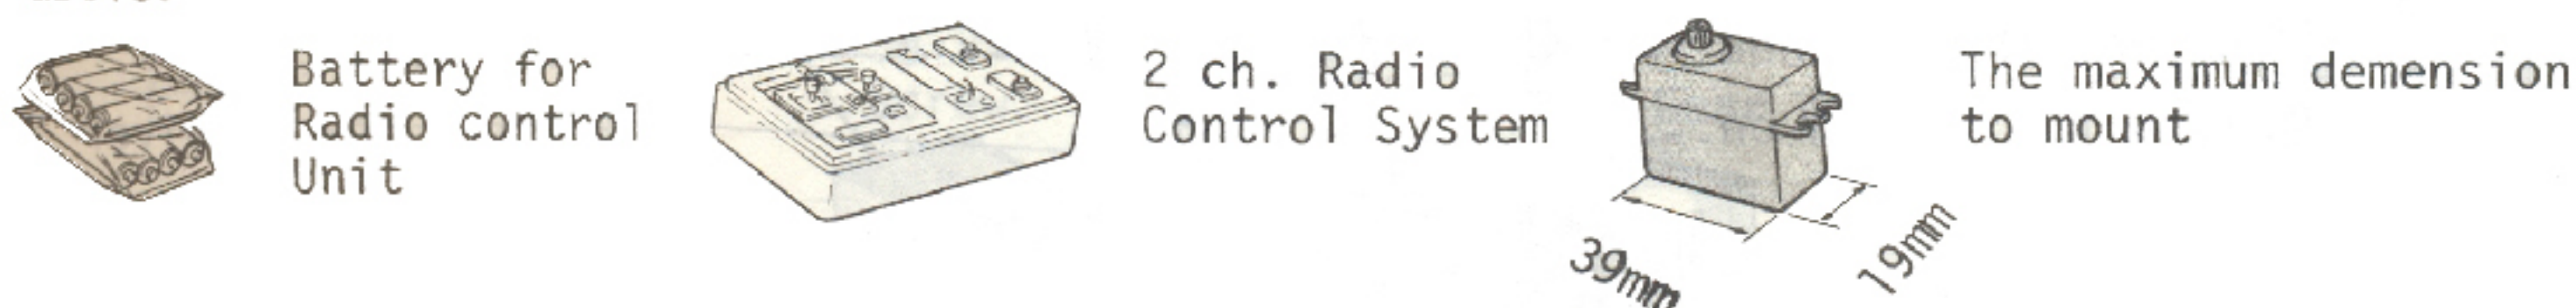 Battery for
Radio control
Unit
2 ch. Radio
Control System
The maximum demension
to mount
39mm
19mm